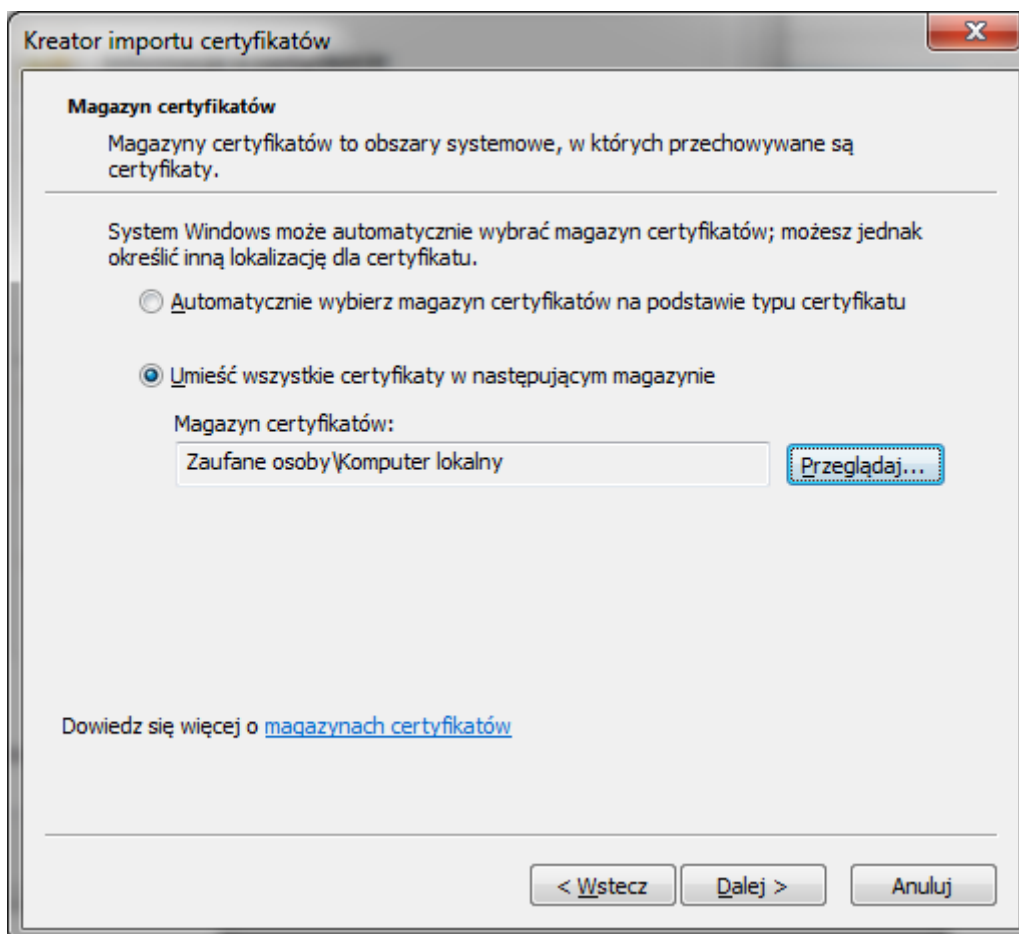 Kreator importu certyfikatów
Magazyn certyfikatów
Magazyny certyfikatów to obszary systemowe, w których przechowywane są
certyfikaty.
System Windows może automatycznie wybrać magazyn certyfikatów; możesz jednak
określić inną lokalizację dla certyfikatu.
Automatycznie wybierz magazyn certyfikatów na podstawie typu certyfikatu
Umieść wszystkie certyfikaty w następującym magazynie
Magazyn certyfikatów:
Zaufane osoby\Komputer lokalny
Przeglądaj...
Dowiedz się więcej o magazynach certyfikatów
< Wstecz
Dalej >
Anuluj